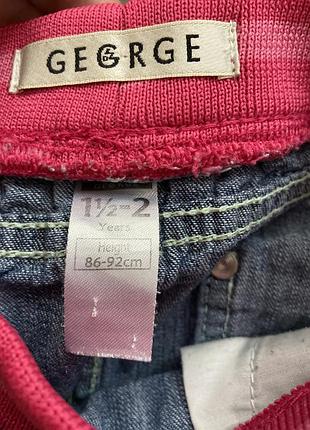 GEORGE
1½-2
Years
Height
86-92cm